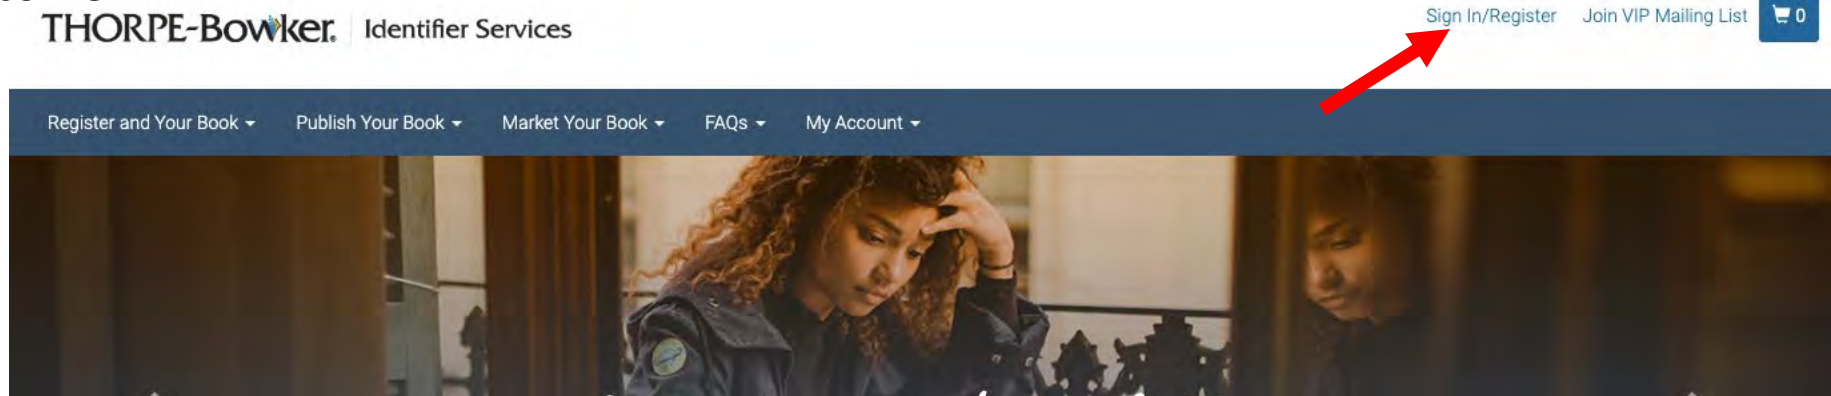 THORPE-Bowker. Identifier Services
Sign In/Register Join VIP Mailing List 0
Register and Your Book Publish Your Book Market Your Book FAQs My Account